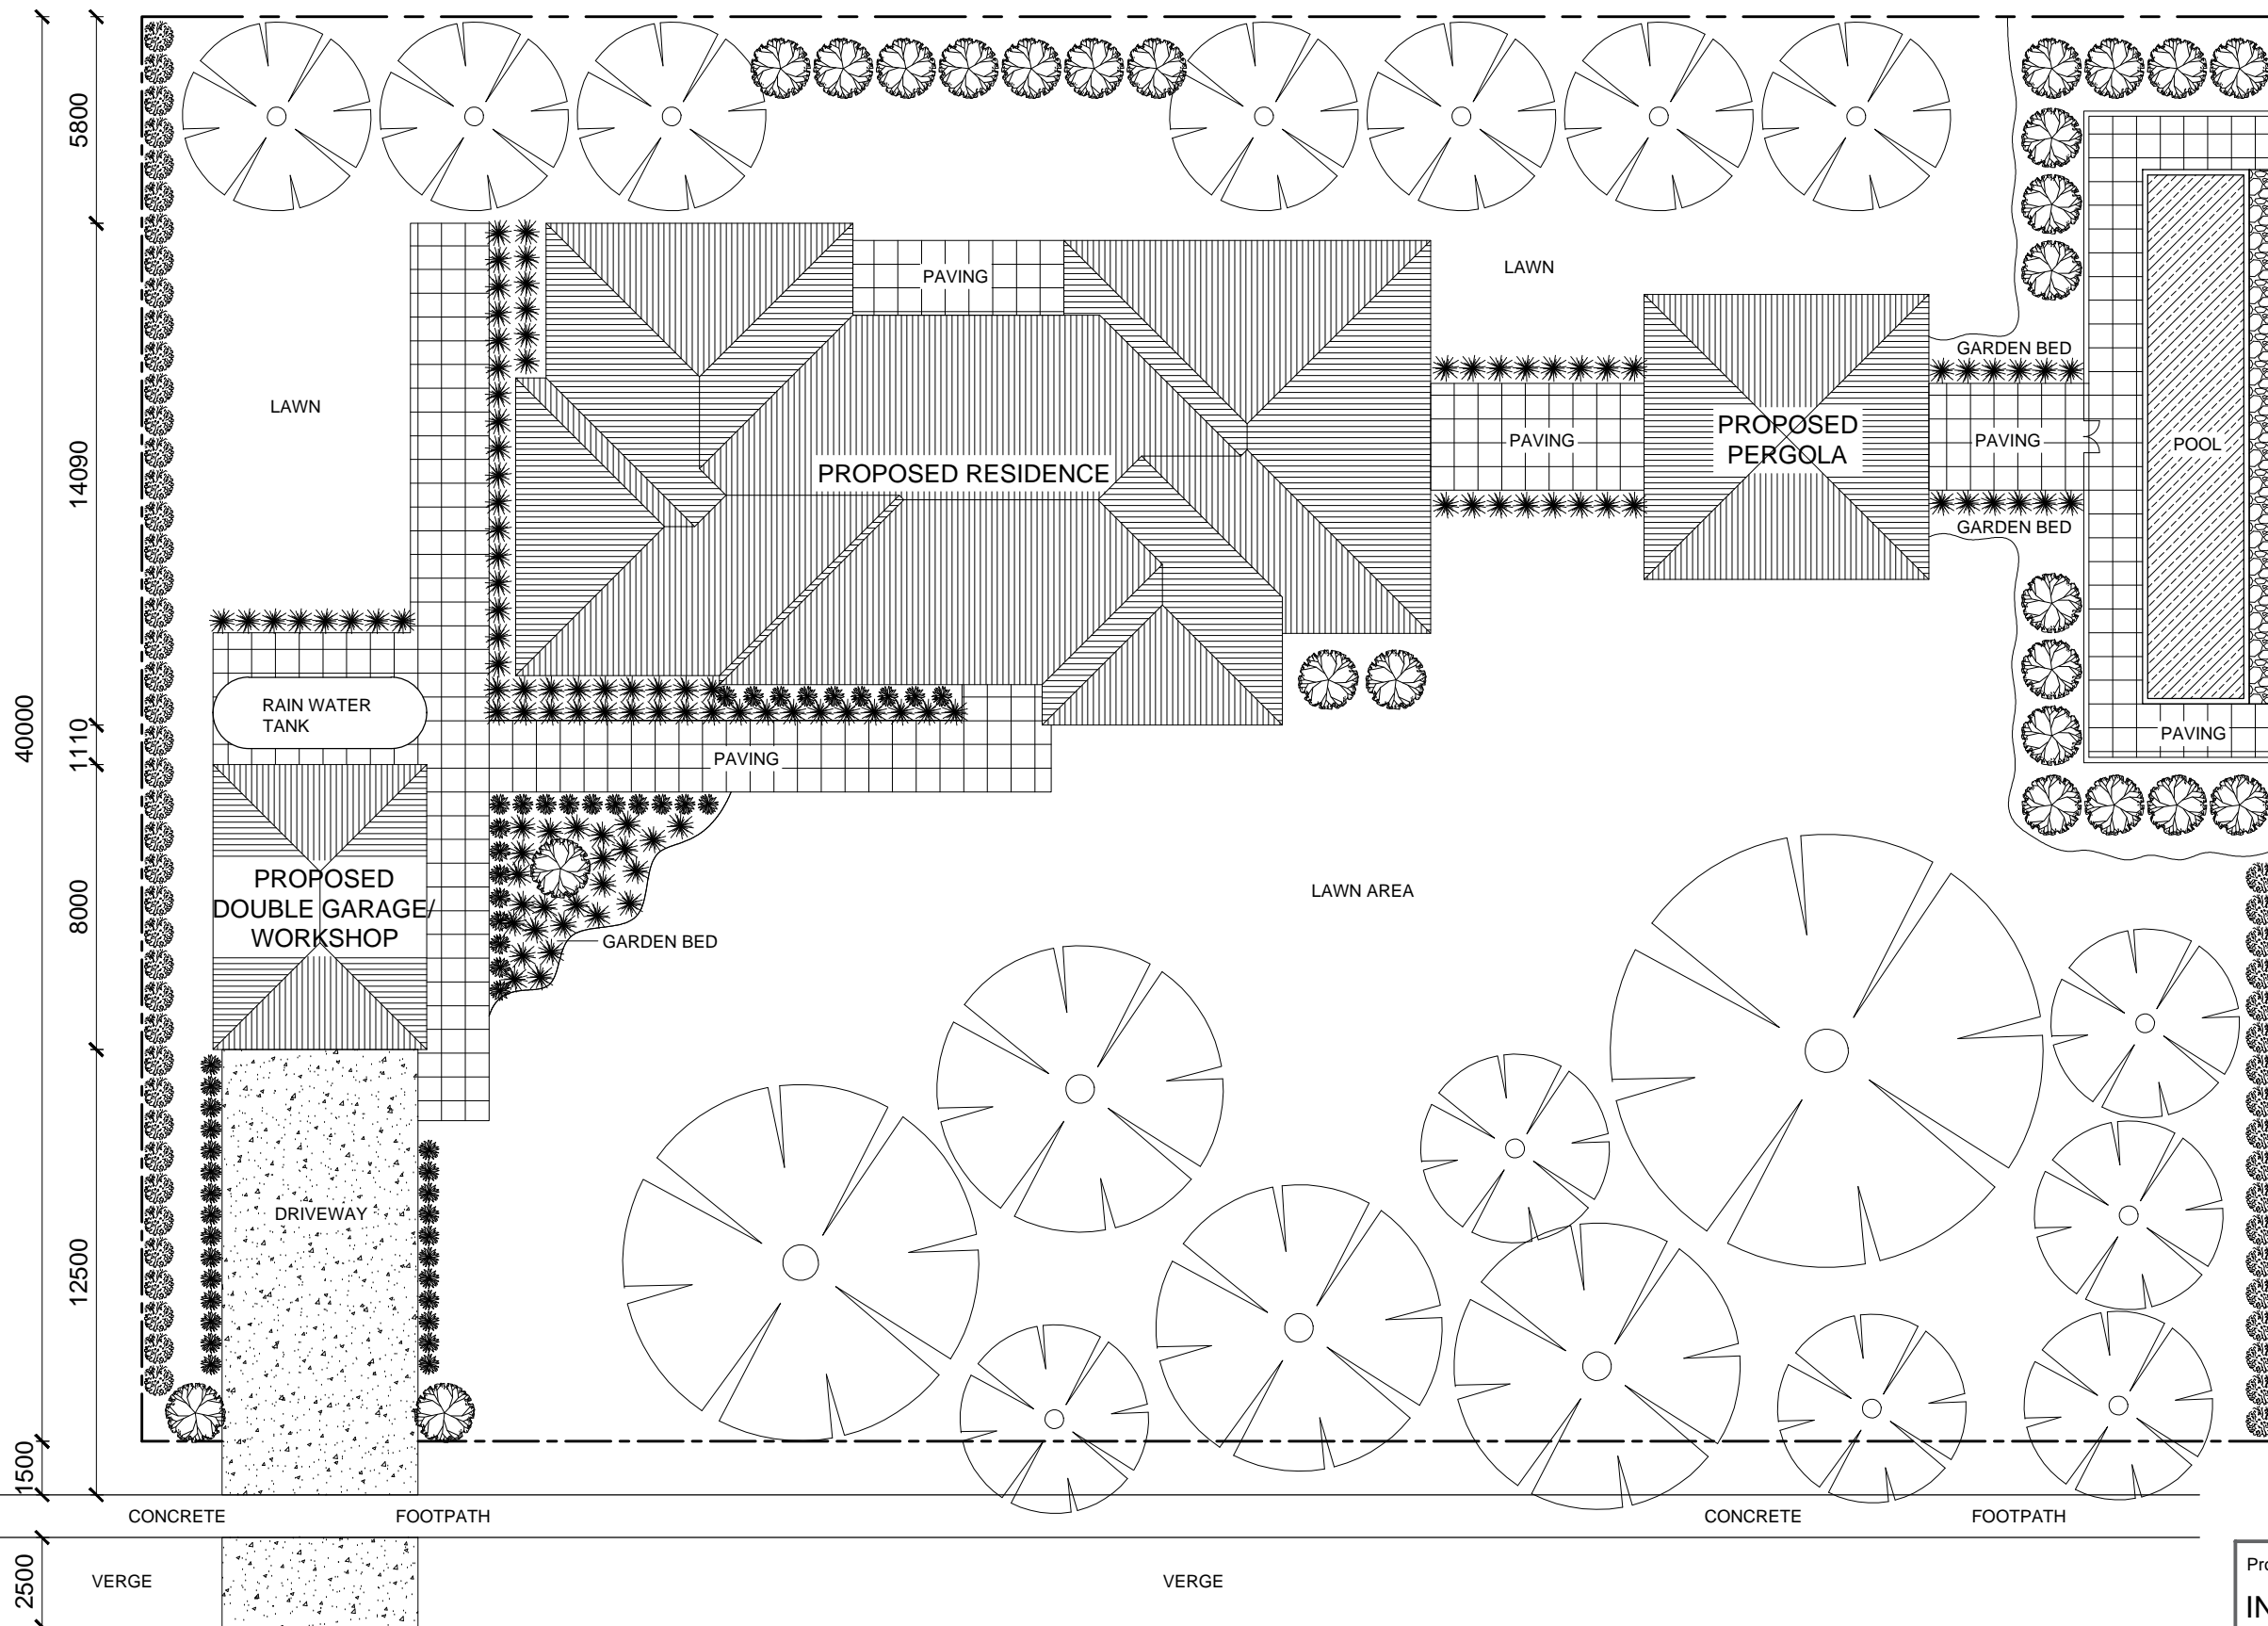 5800
PAVING
LAWN
GARDEN BED
LAWN
14090
PROPOSED RESIDENCE
PAVING
PROPOSED
PERGOLA
PAVING
POOL
GARDEN BED
40000
1110
RAIN WATER
TANK
PAVING
PAVING
8000
PROPOSED
DOUBLE GARAGE/
WORKSHOP
LAWN AREA
GARDEN BED
12500
DRIVEWAY
1500
CONCRETE FOOTPATH
CONCRETE FOOTPATH
2500
VERGE
VERGE